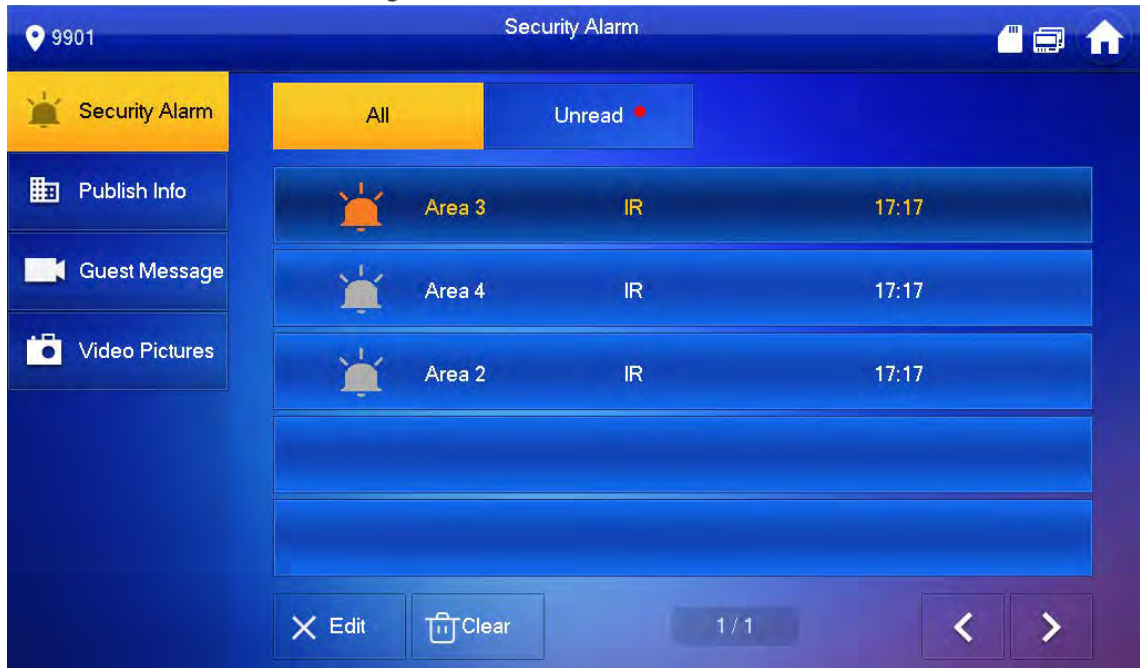 9901 Security Alarm
Security Alarm
Publish Info
Guest Message
Video Pictures
All Unread
Area 3 IR 17:17
Area 4 IR 17:17
Area 2 IR 17:17
Edit Clear 1/1